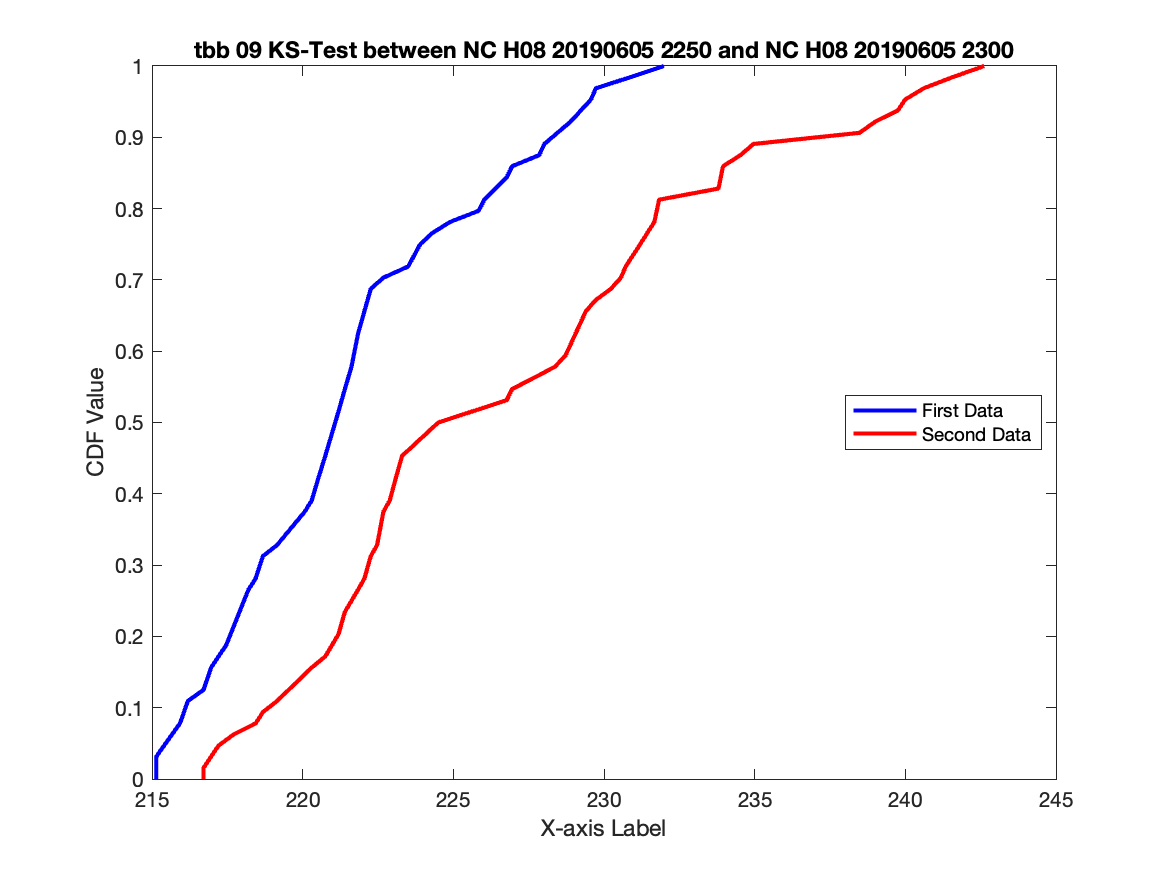 tbb 09 KS-Test between NC H08 20190605 2250 and NC H08 20190605 2300
1
0.9
0.8
0.7
0.6
0.5
0.4
0.3
0.2
0.1
0
CDF Value
First Data
Second Data
215 220 225 230 235 240 245
X-axis Label